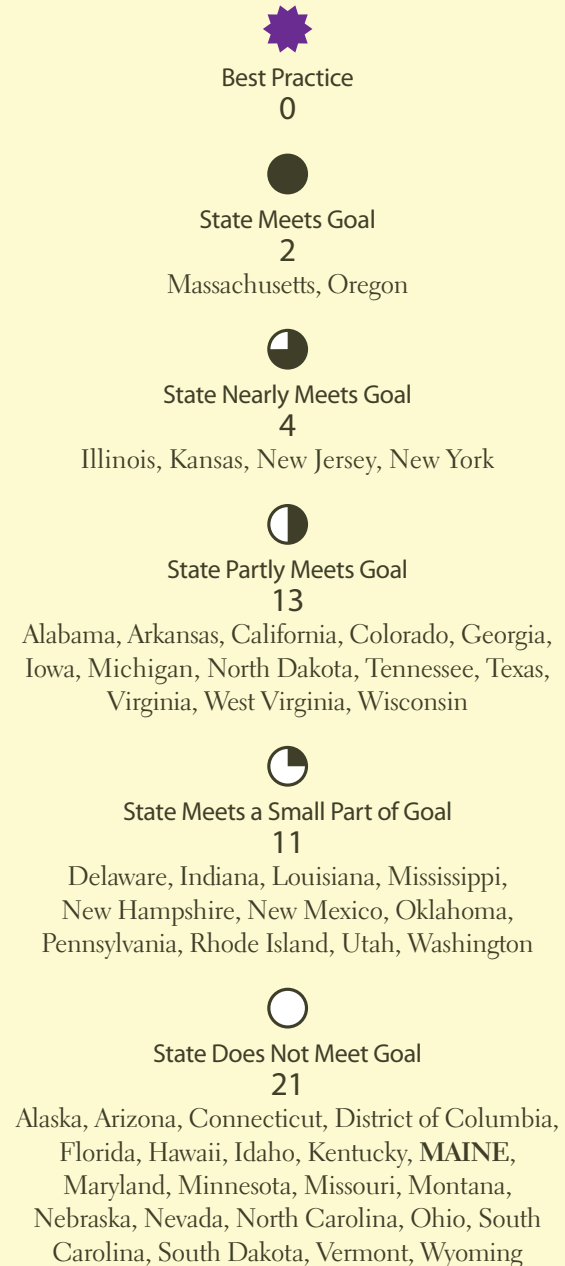 Best Practice
0
State Meets Goal
2
Massachusetts, Oregon
State Nearly Meets Goal
4
Illinois, Kansas, New Jersey, New York
State Partly Meets Goal
13
Alabama, Arkansas, California, Colorado, Georgia,
Iowa, Michigan, North Dakota, Tennessee, Texas,
Virginia, West Virginia, Wisconsin
State Meets a Small Part of Goal
11
Delaware, Indiana, Louisiana, Mississippi,
New Hampshire, New Mexico, Oklahoma,
Pennsylvania, Rhode Island, Utah, Washington
State Does Not Meet Goal
21
Alaska, Arizona, Connecticut, District of Columbia,
Florida, Hawaii, Idaho, Kentucky, MAINE,
Maryland, Minnesota, Missouri, Montana,
Nebraska, Nevada, North Carolina, Ohio, South
Carolina, South Dakota, Vermont, Wyoming